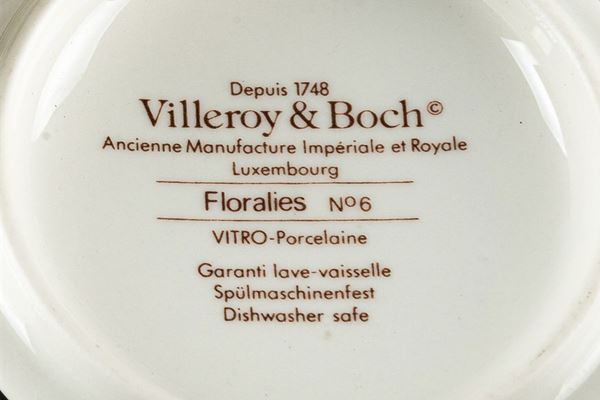 Depuis 1748
Villeroy & Boch©
Ancienne Manufacture Impériale et Royale
Luxembourg
Floralies Nº6
VITRO-Porcelaine
Garanti lave-vaisselle
Spülmaschinenfest
Dishwasher safe